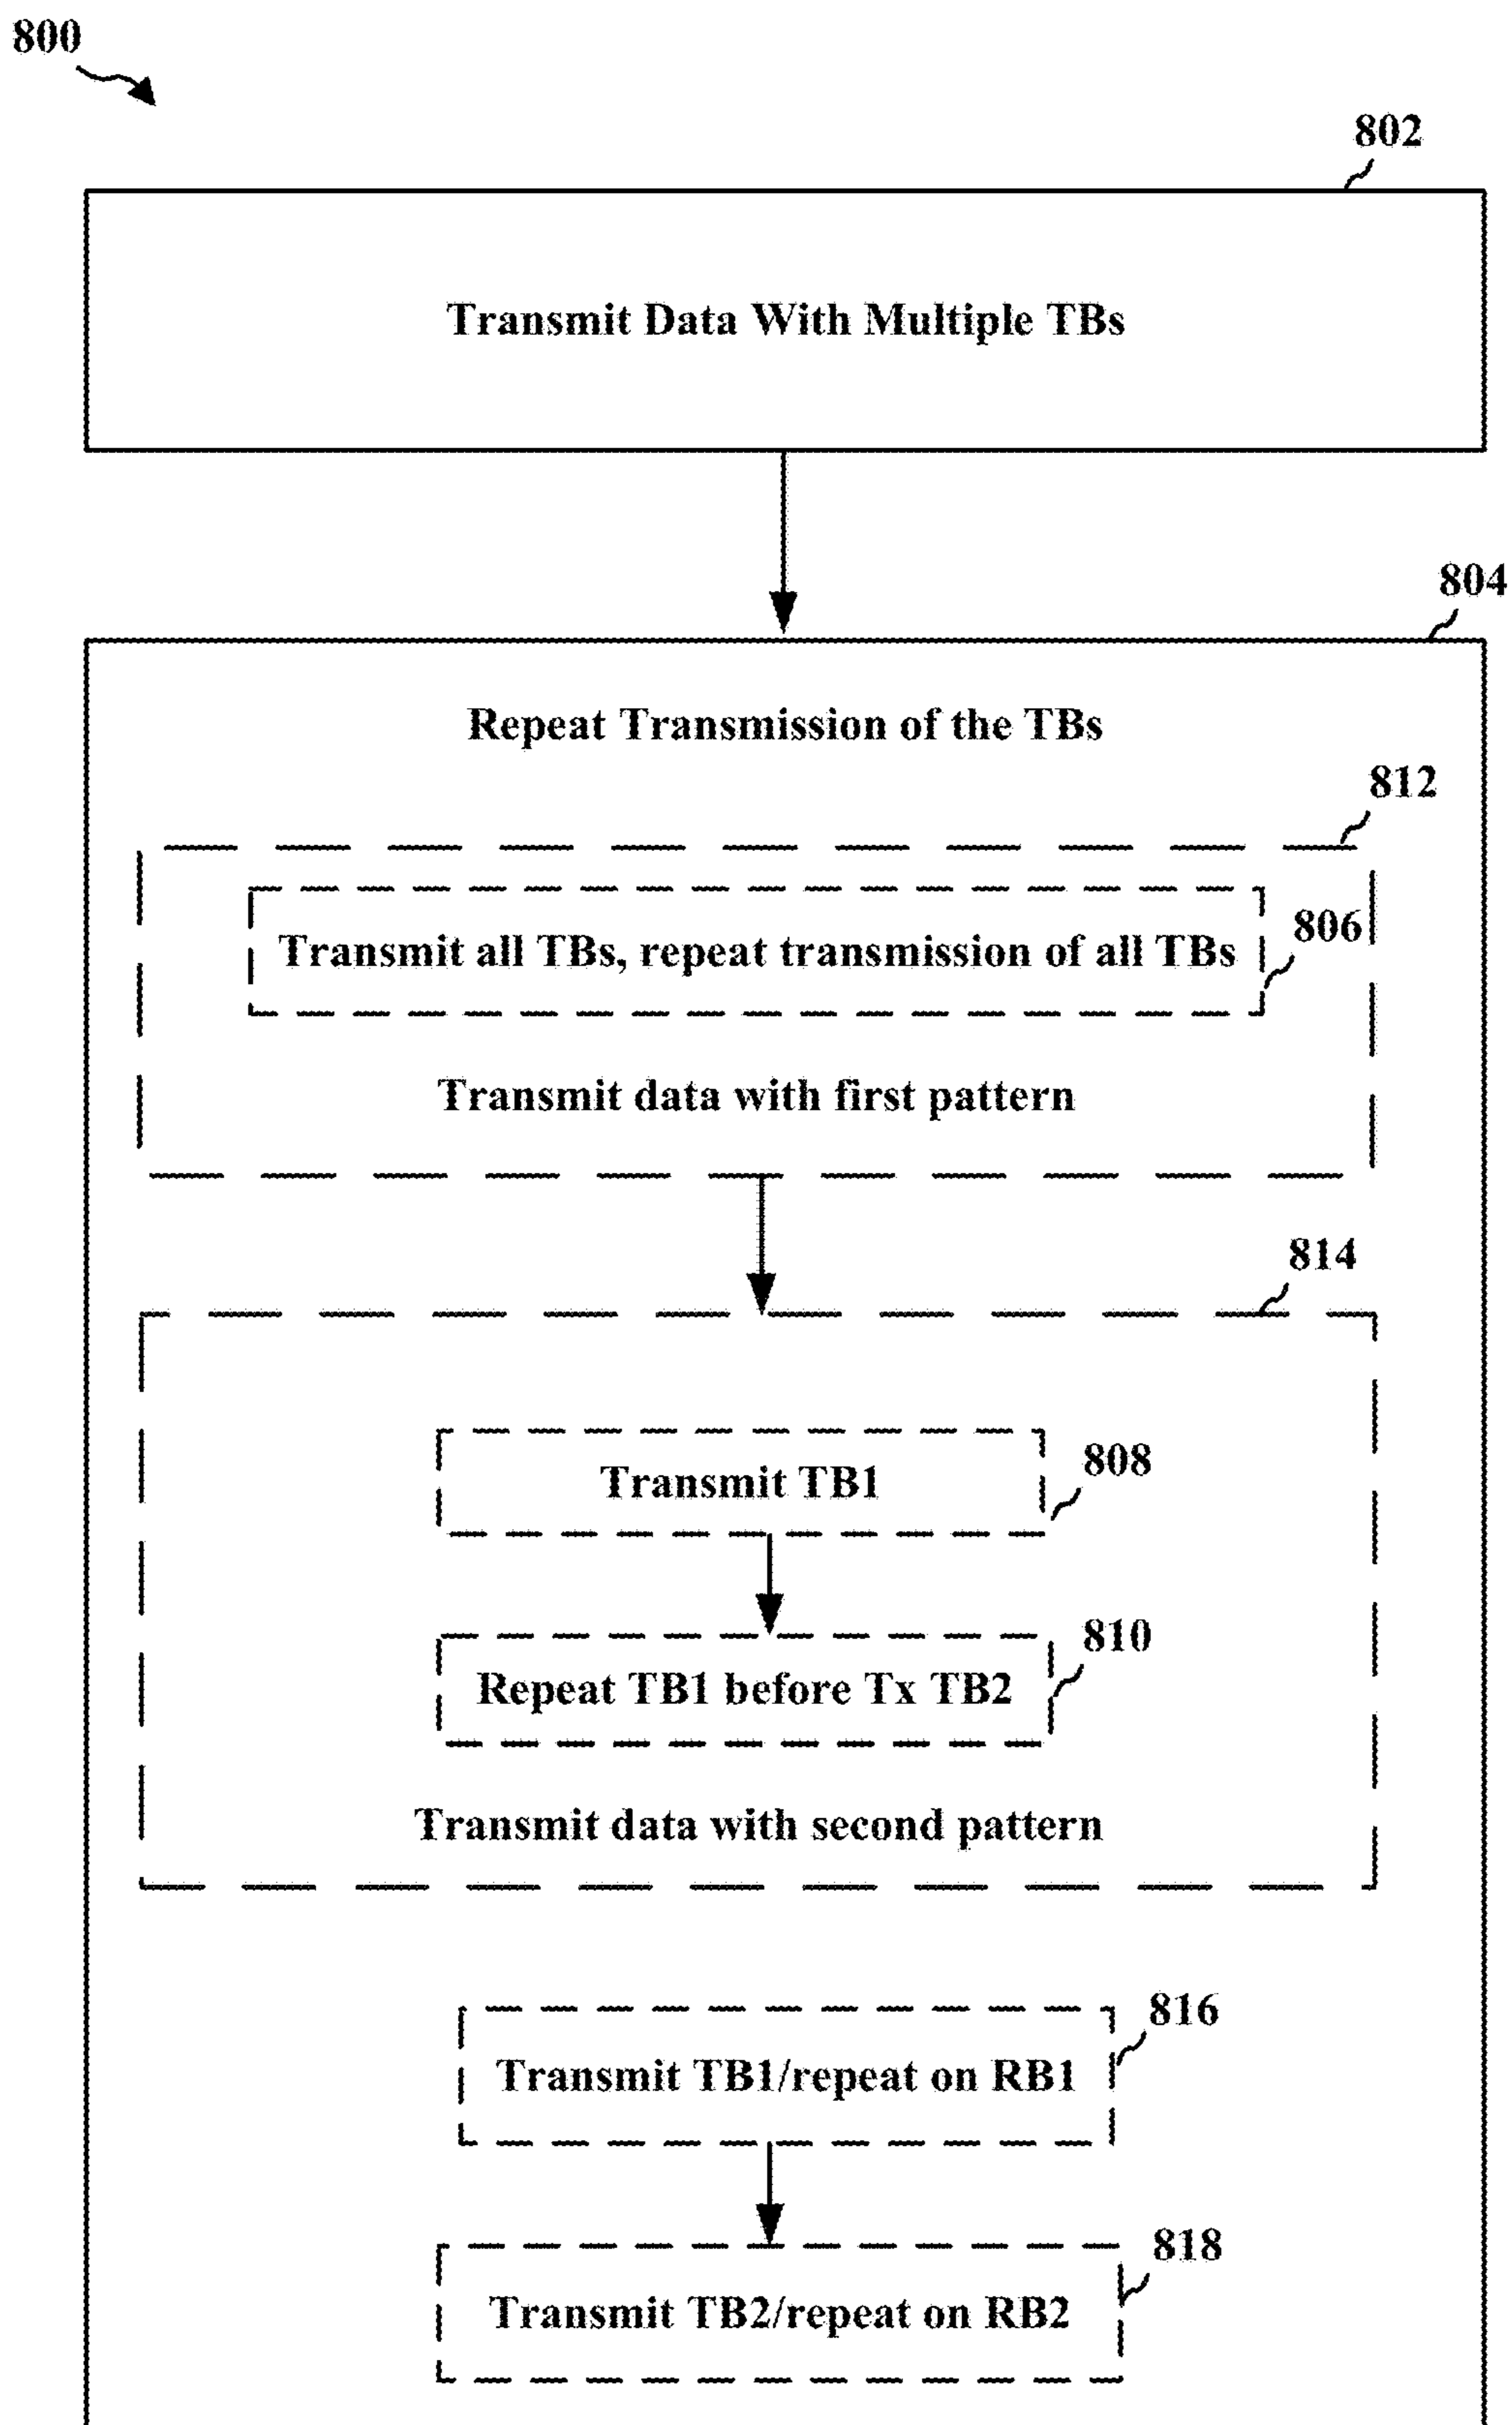 800
802
Transmit Data With Multiple TBs
804
Repeat Transmission of the TBs
812
Transmit all TBs, repeat transmission of all TBs
806
Transmit data with first pattern
814
Transmit TB1
808
Repeat TB1 before Tx TB2
810
Transmit data with second pattern
816
Transmit TB1/repeat on RB1
818
Transmit TB2/repeat on RB2